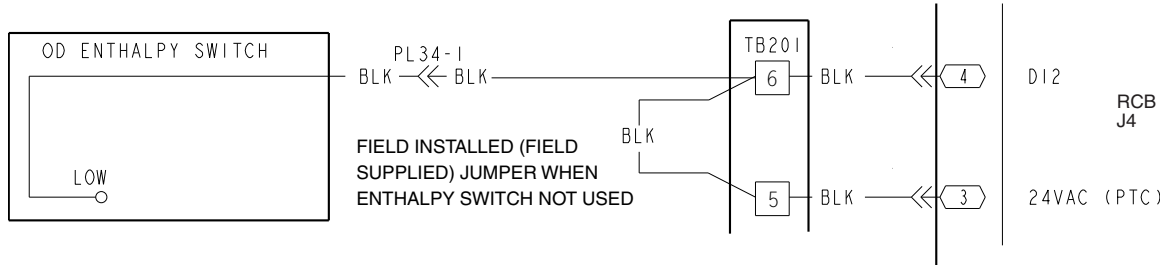 OD ENTHALPY SWITCH
LOW
PL34-1
BLK BLK
FIELD INSTALLED (FIELD
SUPPLIED) JUMPER WHEN
ENTHALPY SWITCH NOT USED
BLK
TB201
6 BLK 4 DI2
RCB
J4
5 BLK 3 24VAC (PTC)